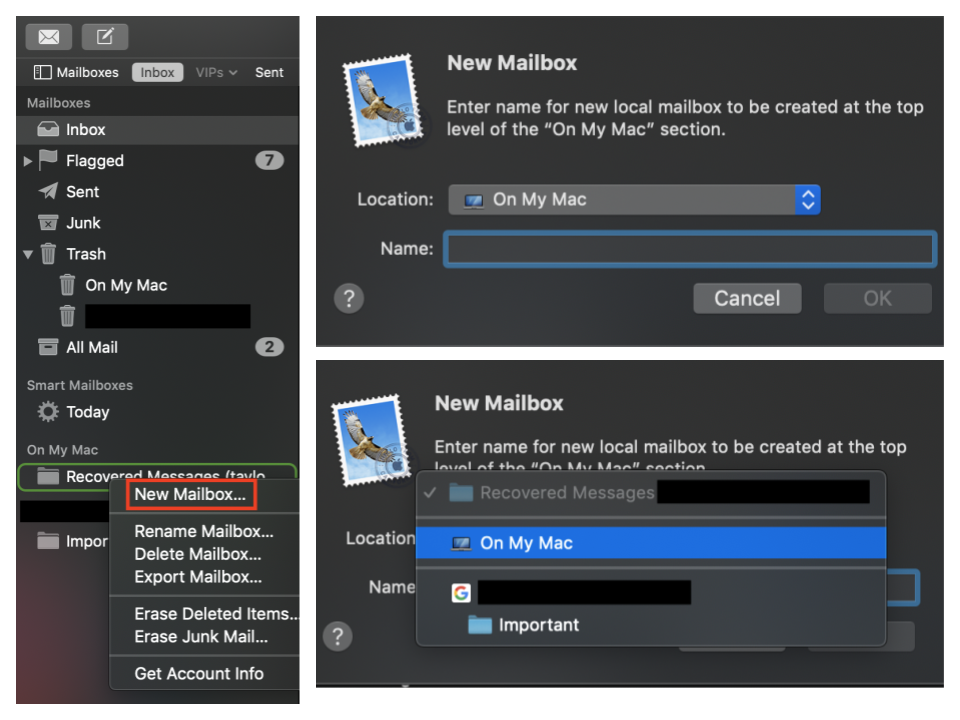 Mailboxes Inbox VIPs Sent
Mailboxes
Inbox
Flagged 7
Sent
Junk
Trash
On My Mac
All Mail 2
Smart Mailboxes
Today
On My Mac
Recovered Messages (taylo
New Mailbox...
Impor
Rename Mailbox...
Delete Mailbox...
Export Mailbox...
Erase Deleted Items...
Erase Junk Mail...
Get Account Info
New Mailbox
Enter name for new local mailbox to be created at the top
level of the “On My Mac” section.
Location: On My Mac
Name:
? Cancel OK
New Mailbox
Enter name for new local mailbox to be created at the top
level of the “On My Mac” section
Recovered Messages
Location
On My Mac
Name
G
Important
?